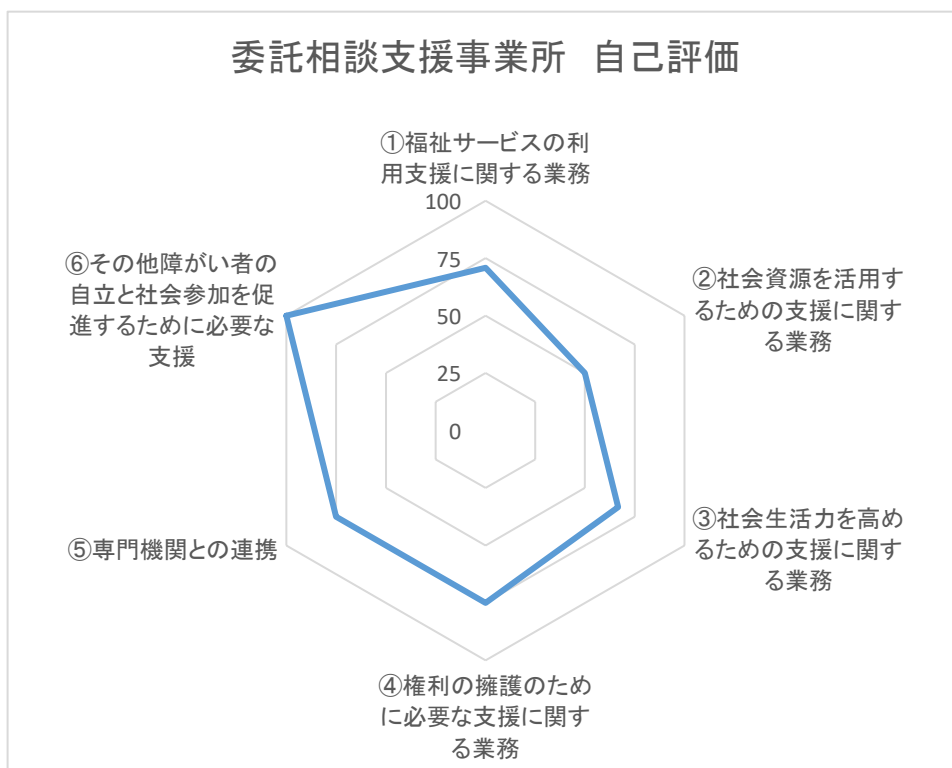 委託相談支援事業所　自己評価
①福祉サービスの利
用支援に関する業務
100
75
50
25
0
②社会資源を活用す
るための支援に関す
る業務
③社会生活力を高め
るための支援に関す
る業務
④権利の擁護のため
に必要な支援に関す
る業務
⑤専門機関との連携
⑥その他障がい者の
自立と社会参加を促
進するために必要な
支援